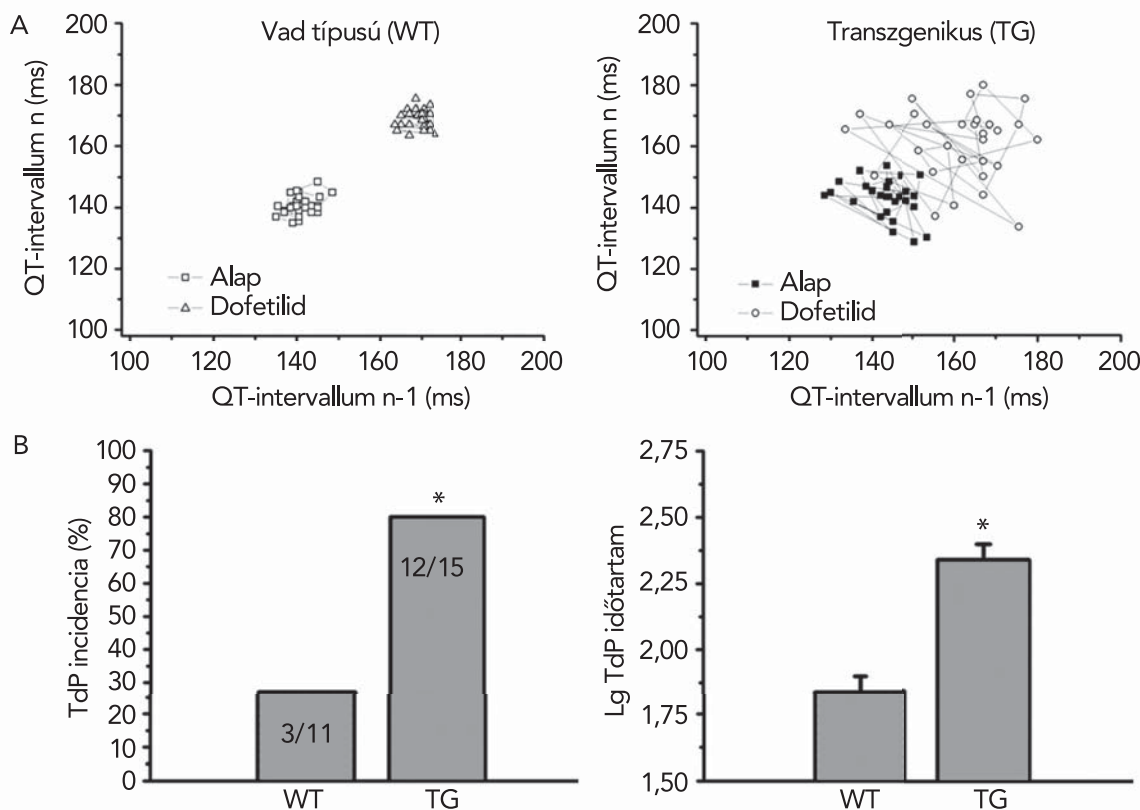 A
Vad típusú (WT)
QT-intervallum n (ms)
200
180
160
140
120
100
Alap
Dofetilid
100 120 140 160 180 200
QT-intervallum n-1 (ms)
Transzgenikus (TG)
QT-intervallum n (ms)
200
180
160
140
120
100
Alap
Dofetilid
100 120 140 160 180 200
QT-intervallum n-1 (ms)
B
TdP incidencia (%)
100
90
80
70
60
50
40
30
20
10
0
*
12/15
3/11
WT TG
Lg TdP időtartam
2,75
2,50
2,25
2,00
1,75
1,50
*
WT TG